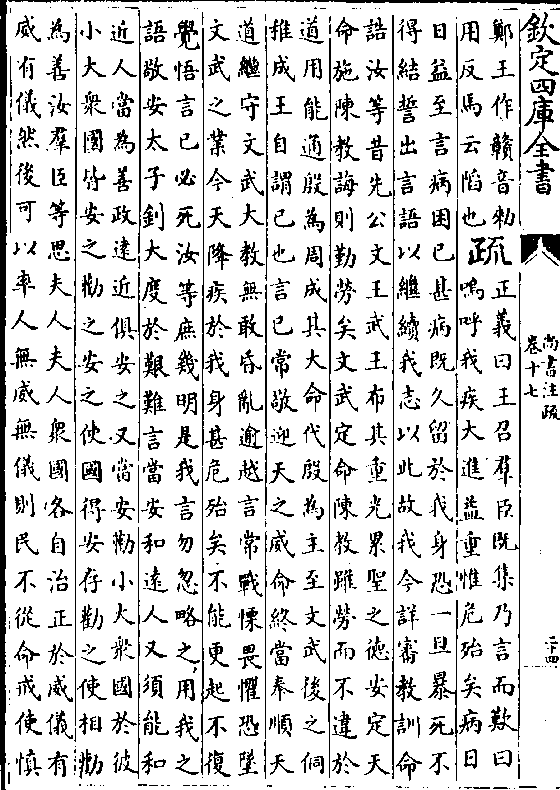 欽定四庫全書
尚書注疏
卷十七
二十四
鄭王作贛音勑
用反馬云陷也
疏
正義曰王召羣臣既集乃言而歎曰
嗚呼我疾大進益重惟危殆矣病日
日益至言病困已甚病既久留於我身恐一旦暴死不
得結誓出言語以繼續我志以此故我今詳審教訓命
誥汝等昔先公文王武王布其重光累聖之德安定天
命施陳教誨則勤勞矣文武定命陳教雖勞而不違於
道用能通殷為周成其大命代殷為主至文武後之侗
推成王自謂已也言已常敬迎天之威命終當奉順天
道繼守文武大教無敢昏亂逾越言常戰慄畏懼恐墜
文武之業今天降疾於我身甚危殆矣不能更起不復
覺悟言已必死汝等庶幾明是我言勿忽略之用我之
語敬安太子釗大度於艱難言當安和遠人又須能和
近人當為善政遠近俱安之又當安勸小大衆國於彼
小大衆國皆安之勸之安之使國得安存勸之使相勸
為善汝羣臣等思夫人夫人衆國各自治正於威儀有
威有儀然後可以率人無威無儀則民不從命戒使慎